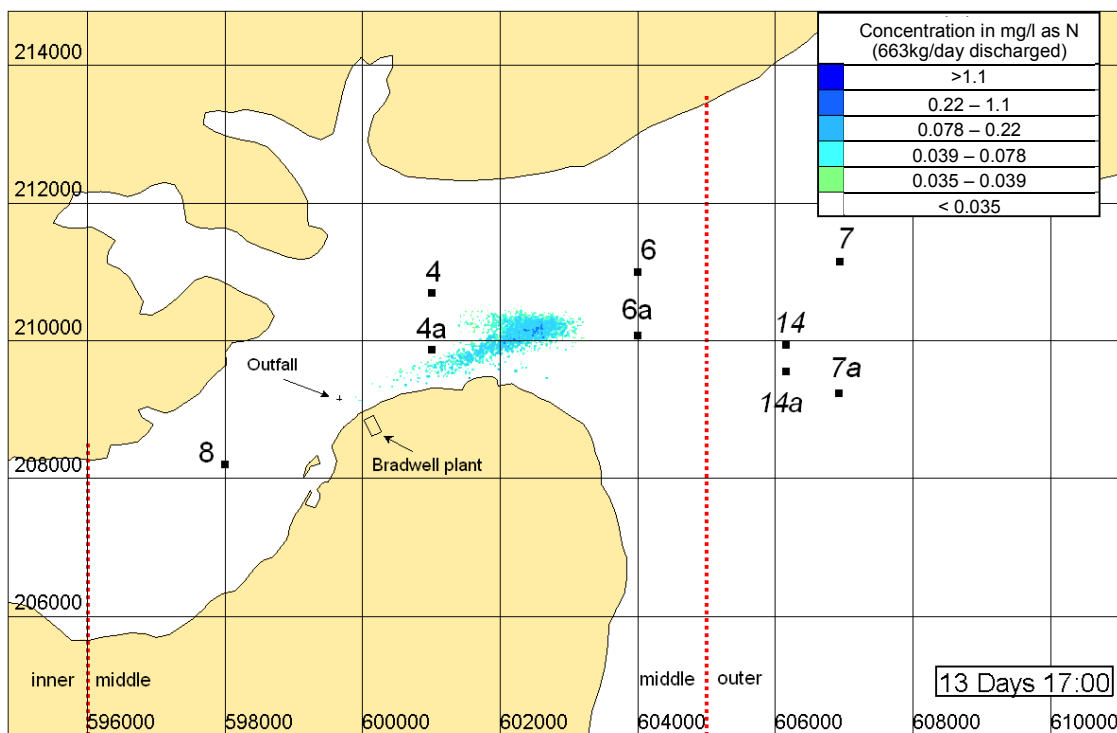 Concentration in mg/l as N
(663kg/day discharged)
>1.1
0.22 – 1.1
0.078 – 0.22
0.039 – 0.078
0.035 – 0.039
< 0.035
214000
212000
210000
208000
206000
4
4a
6
6a
7
14
7a
14a
8
Outfall
Bradwell plant
inner
middle
middle
outer
13 Days 17:00
596000
598000
600000
602000
604000
606000
608000
610000